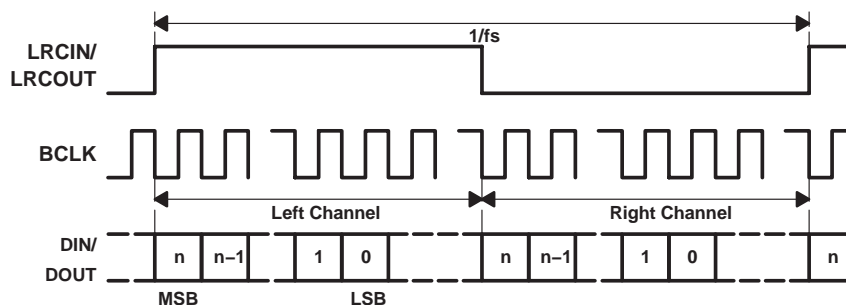 1/fs
LRCIN/
LRCOUT
BCLK
Left Channel Right Channel
DIN/
DOUT
n n−1 1 0 n n−1 1 0 n
MSB LSB